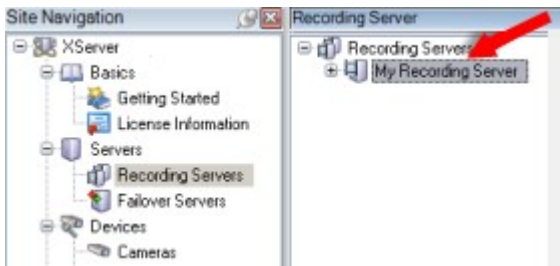 Site Navigation
XServer
Basics
Getting Started
License Information
Servers
Recording Servers
Failover Servers
Devices
Cameras
Recording Server
Recording Servers
My Recording Server